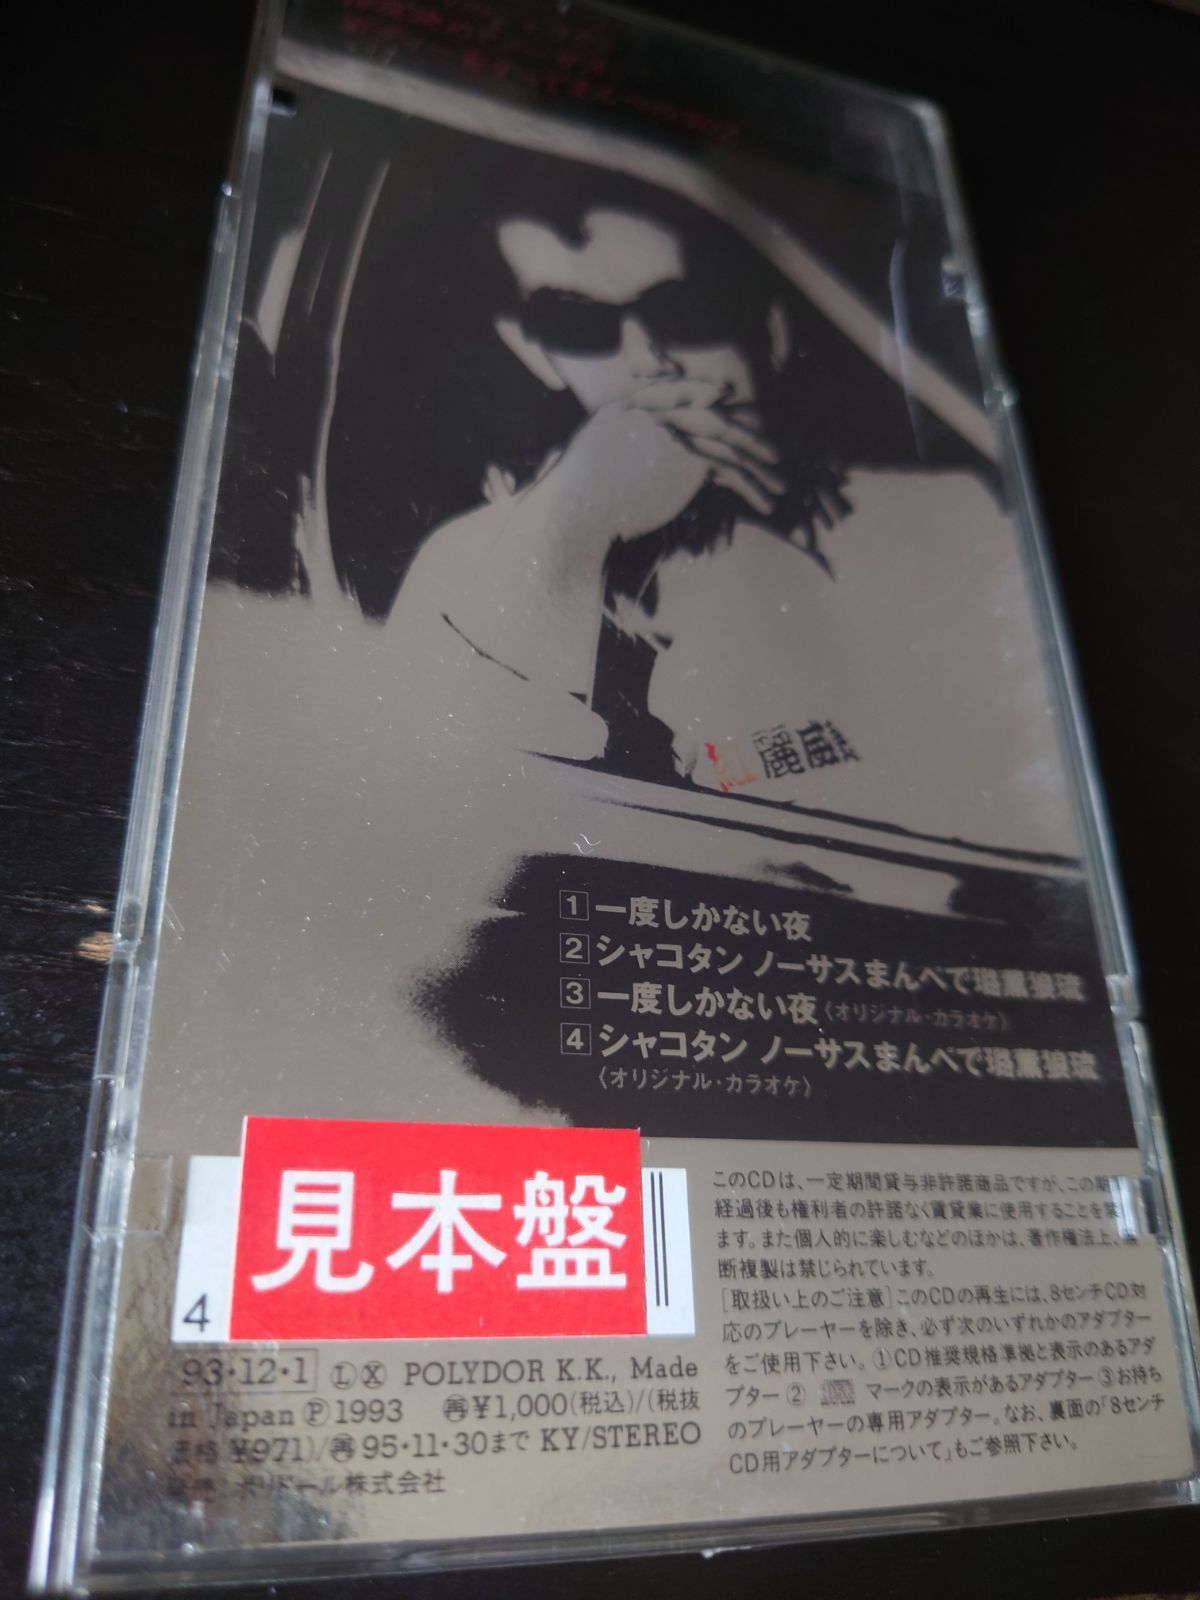 麗威
1 一度しかない夜
2 シャコタン ノーサスまんぺで璐薫狼琉
3 一度しかない夜〈オリジナル・カラオケ〉
4 シャコタン ノーサスまんぺで璐薫狼琉
〈オリジナル・カラオケ〉
見本盤
4
93・12・1 Ⓛ Ⓧ POLYDOR K.K., Made
in Japan Ⓟ 1993 再¥1,000(税込)/(税抜
価格¥971)/再95・11・30まで KY/STEREO
ポリドール株式会社
このCDは、一定期間貸与非許諾商品ですが、この期
経過後も権利者の許諾なく賃貸業に使用することを禁
ます。また個人的に楽しむなどのほかは、著作権法上、
断複製は禁じられています。
[取扱い上のご注意]このCDの再生には、8センチCD対
応のプレーヤーを除き、必ず次のいずれかのアダプター
をご使用下さい。①CD推奨規格準拠と表示のあるアダ
プター② マークの表示があるアダプター③お持ち
のプレーヤーの専用アダプター。なお、裏面の「8センチ
CD用アダプターについて」もご参照下さい。